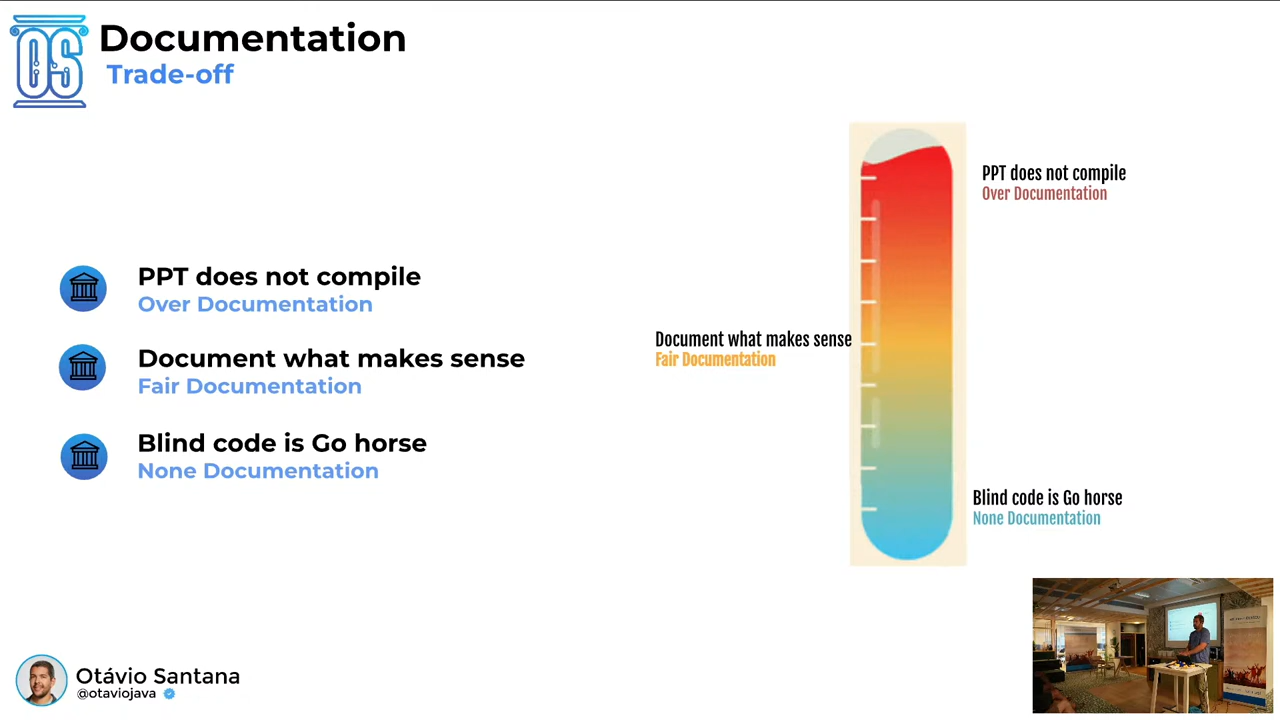 OS
Documentation
Trade-off
PPT does not compile
Over Documentation
Document what makes sense
Fair Documentation
Blind code is Go horse
None Documentation
PPT does not compile
Over Documentation
Document what makes sense
Fair Documentation
Blind code is Go horse
None Documentation
Otávio Santana
@otaviojava